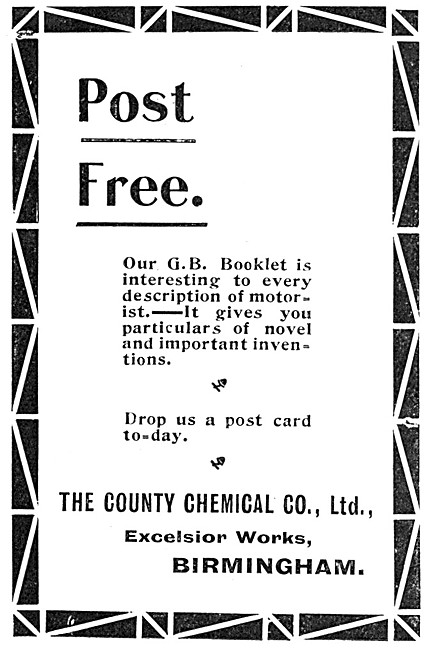 Post
Free.
Our G.B. Booklet is
interesting to every
description of motor=
ist.—It gives you
particulars of novel
and important inven=
tions.
Drop us a post card
to=day.
THE COUNTY CHEMICAL CO., Ltd.,
Excelsior Works,
BIRMINGHAM.